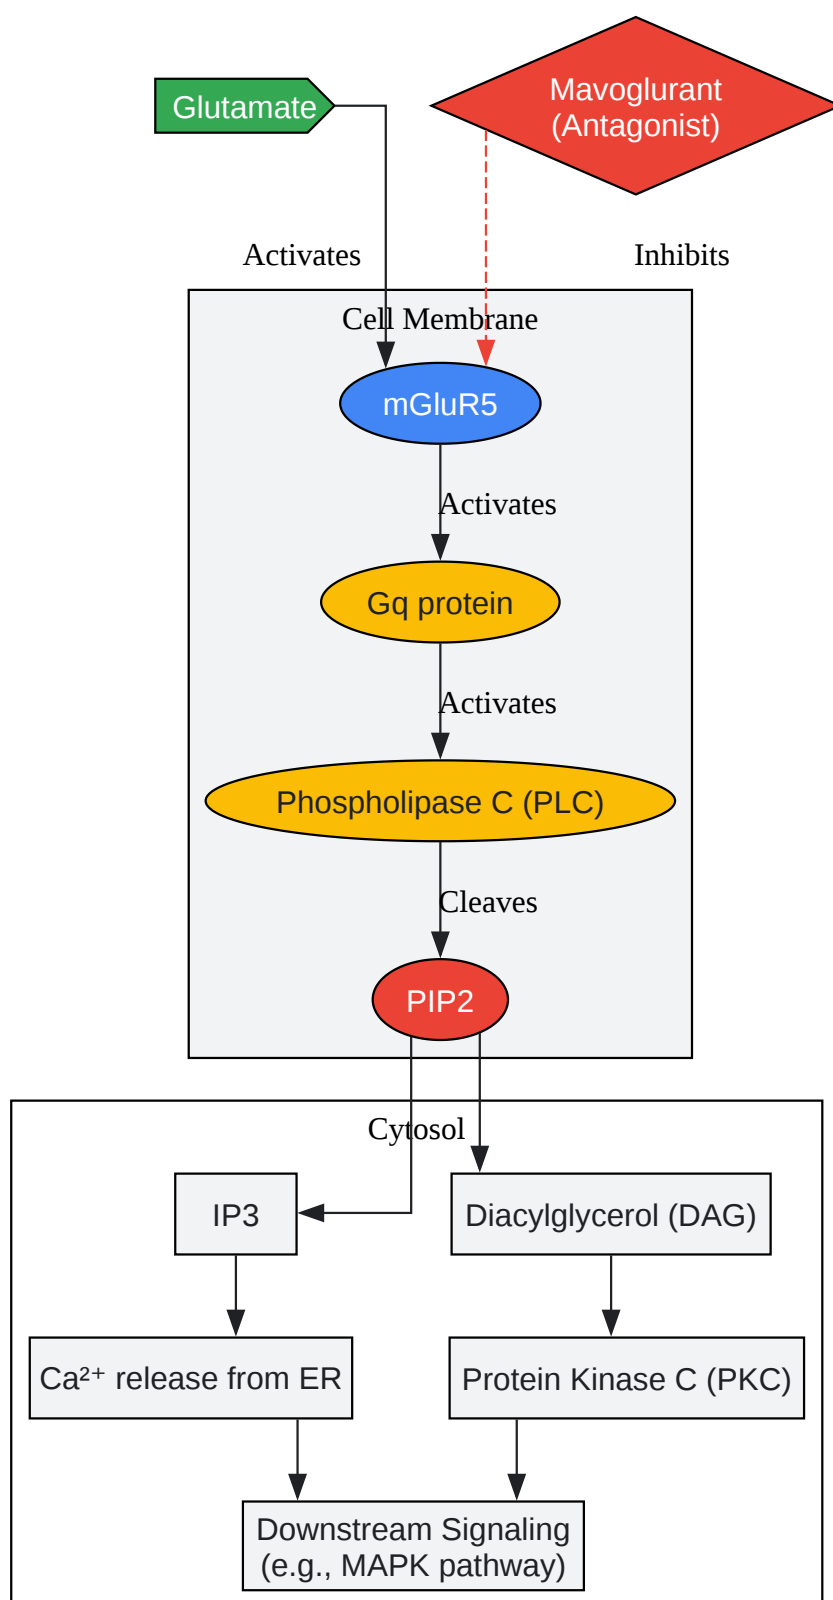 Glutamate
Mavoglurant
(Antagonist)
Activates
Inhibits
Cell Membrane
mGluR5
Activates
Gq protein
Activates
Phospholipase C (PLC)
Cleaves
PIP2
Cytosol
IP3
Diacylglycerol (DAG)
Ca²⁺ release from ER
Protein Kinase C (PKC)
Downstream Signaling
(e.g., MAPK pathway)